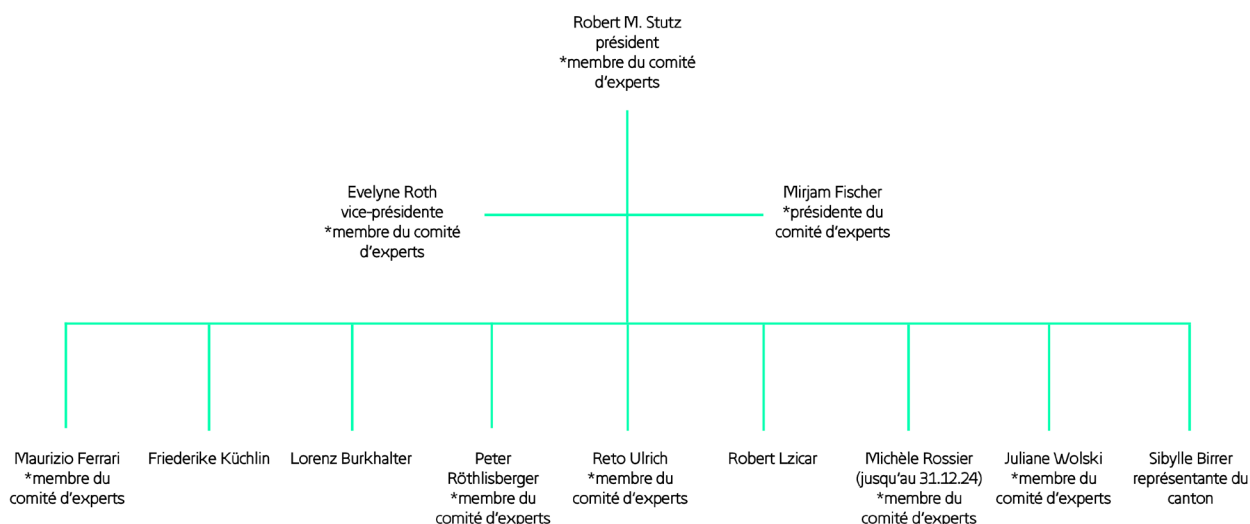 Robert M. Stutz
président
*membre du comité
d'experts
Evelyne Roth
vice-présidente
*membre du comité
d'experts
Mirjam Fischer
*présidente du
comité d'experts
Maurizio Ferrari
*membre du
comité d'experts
Friederike Küchlin
Lorenz Burkhalter
Peter
Röthlisberger
*membre du
comité d'experts
Reto Ulrich
*membre du
comité d'experts
Robert Lzicar
Michèle Rossier
(jusqu'au 31.12.24)
*membre du
comité d'experts
Juliane Wolski
*membre du
comité d'experts
Sibylle Birrer
représentante du
canton